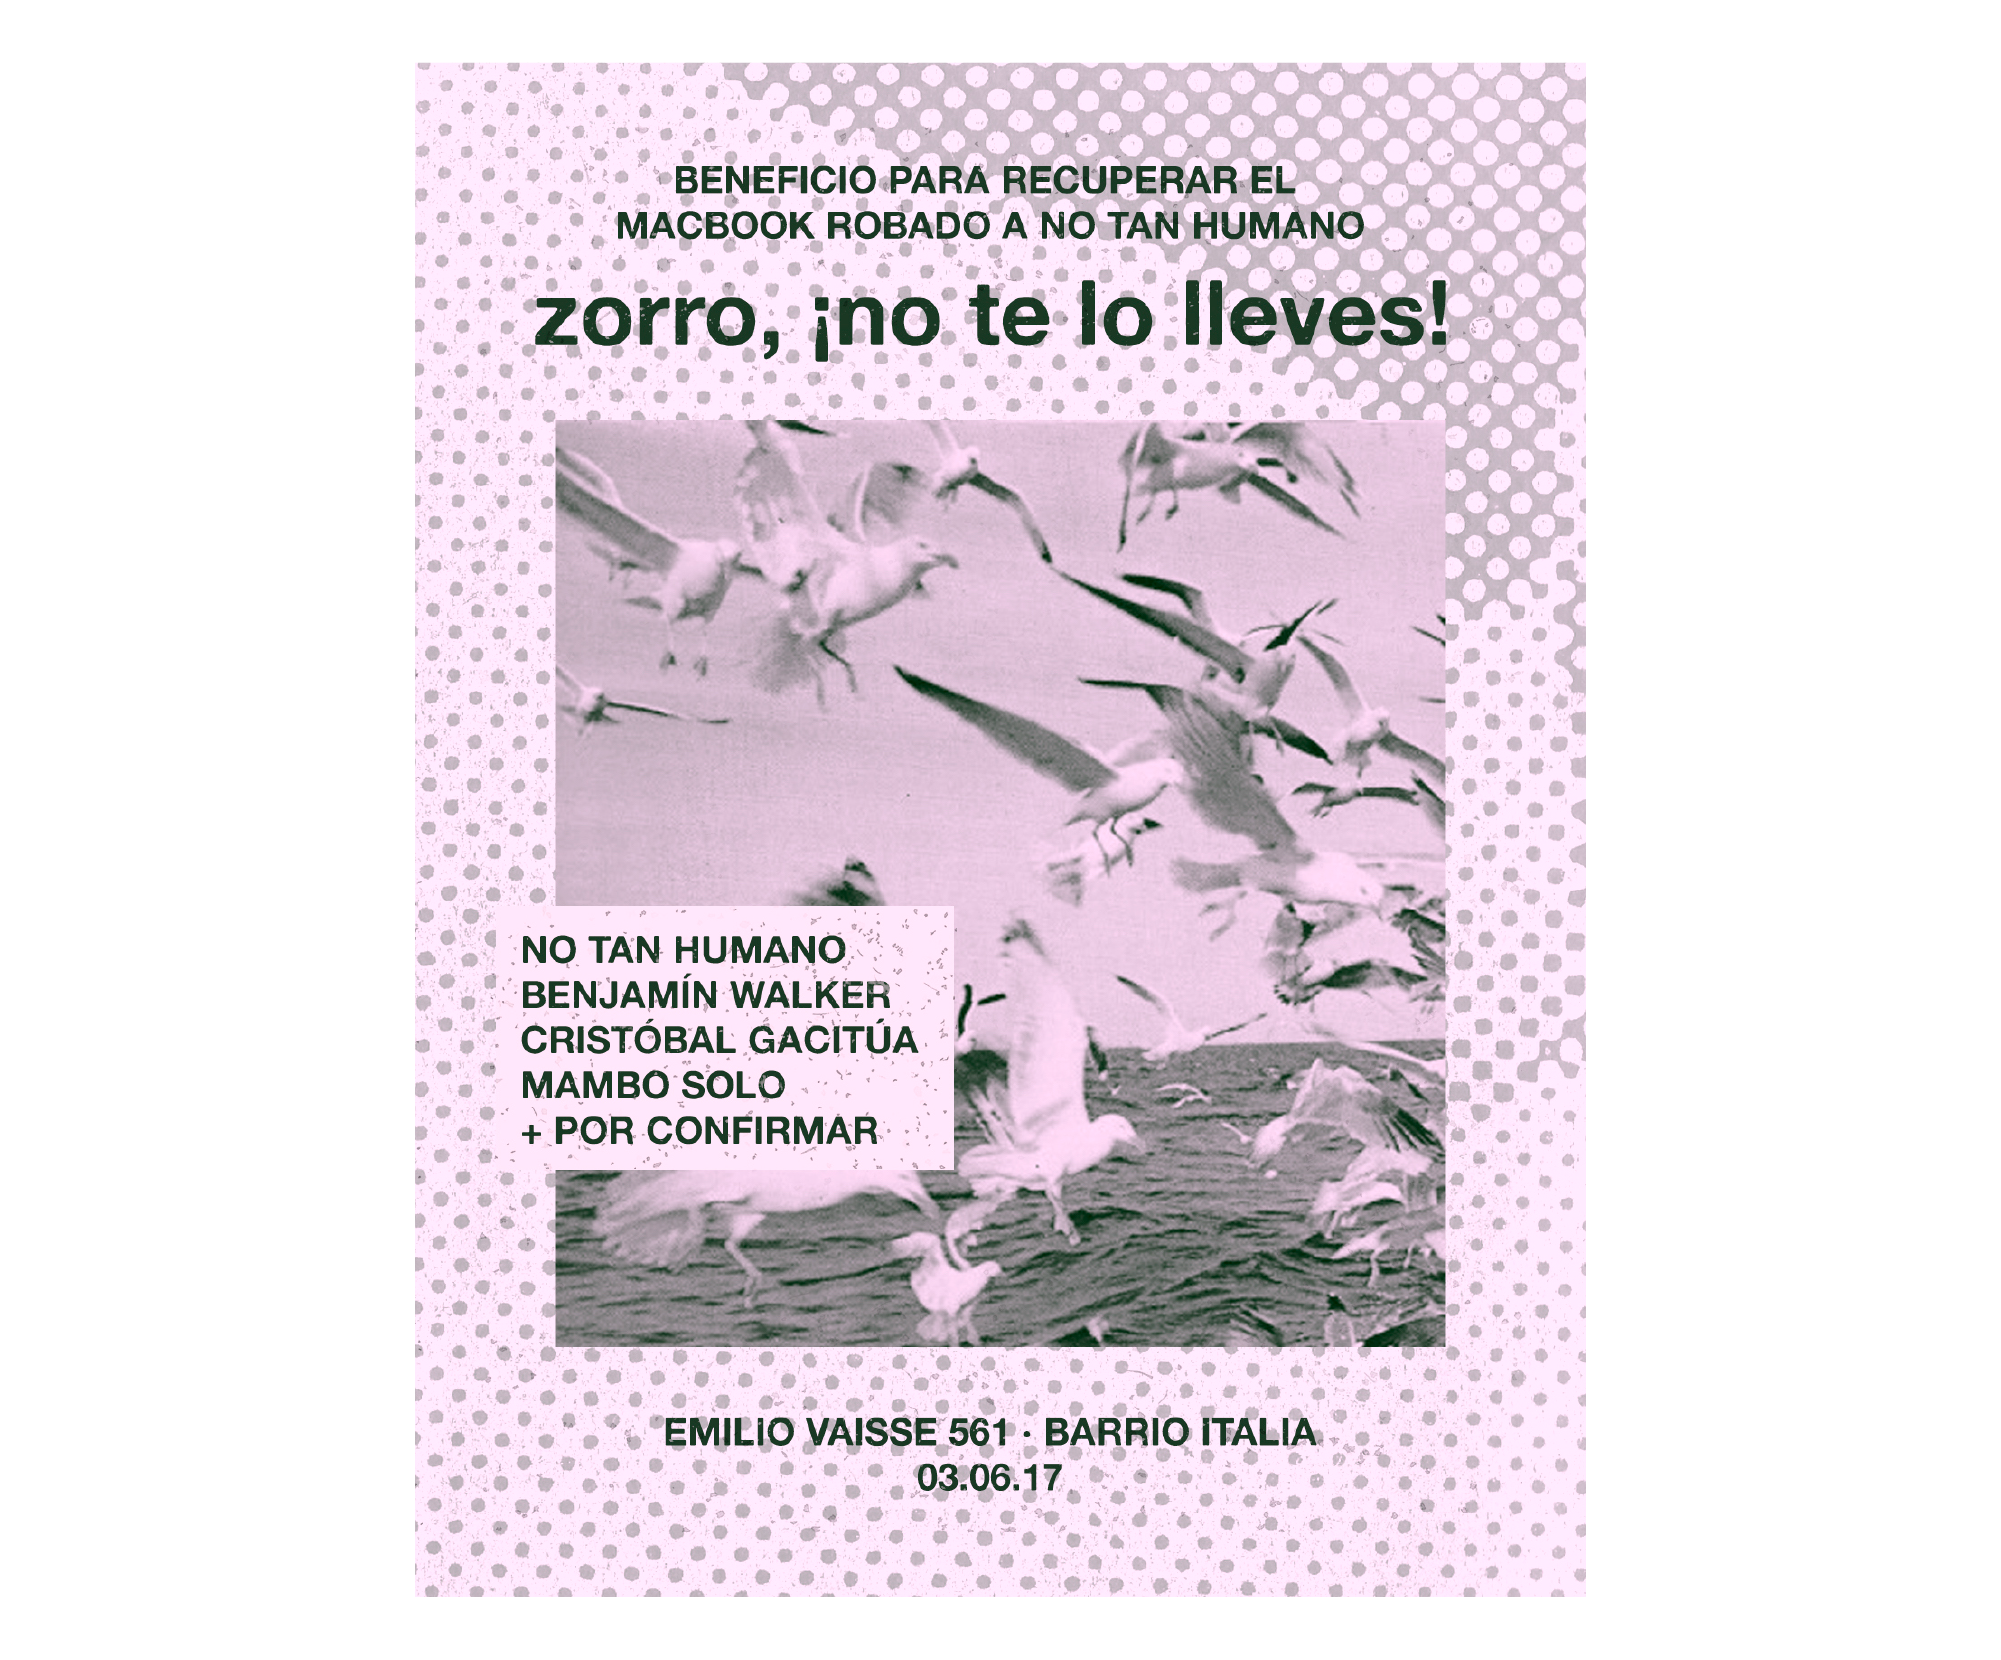 BENEFICIO PARA RECUPERAR EL
MACBOOK ROBADO A NO TAN HUMANO
zorro, ¡no te lo lleves!
NO TAN HUMANO
BENJAMÍN WALKER
CRISTÓBAL GACITÚA
MAMBO SOLO
+ POR CONFIRMAR
EMILIO VAISSE 561 · BARRIO ITALIA
03.06.17